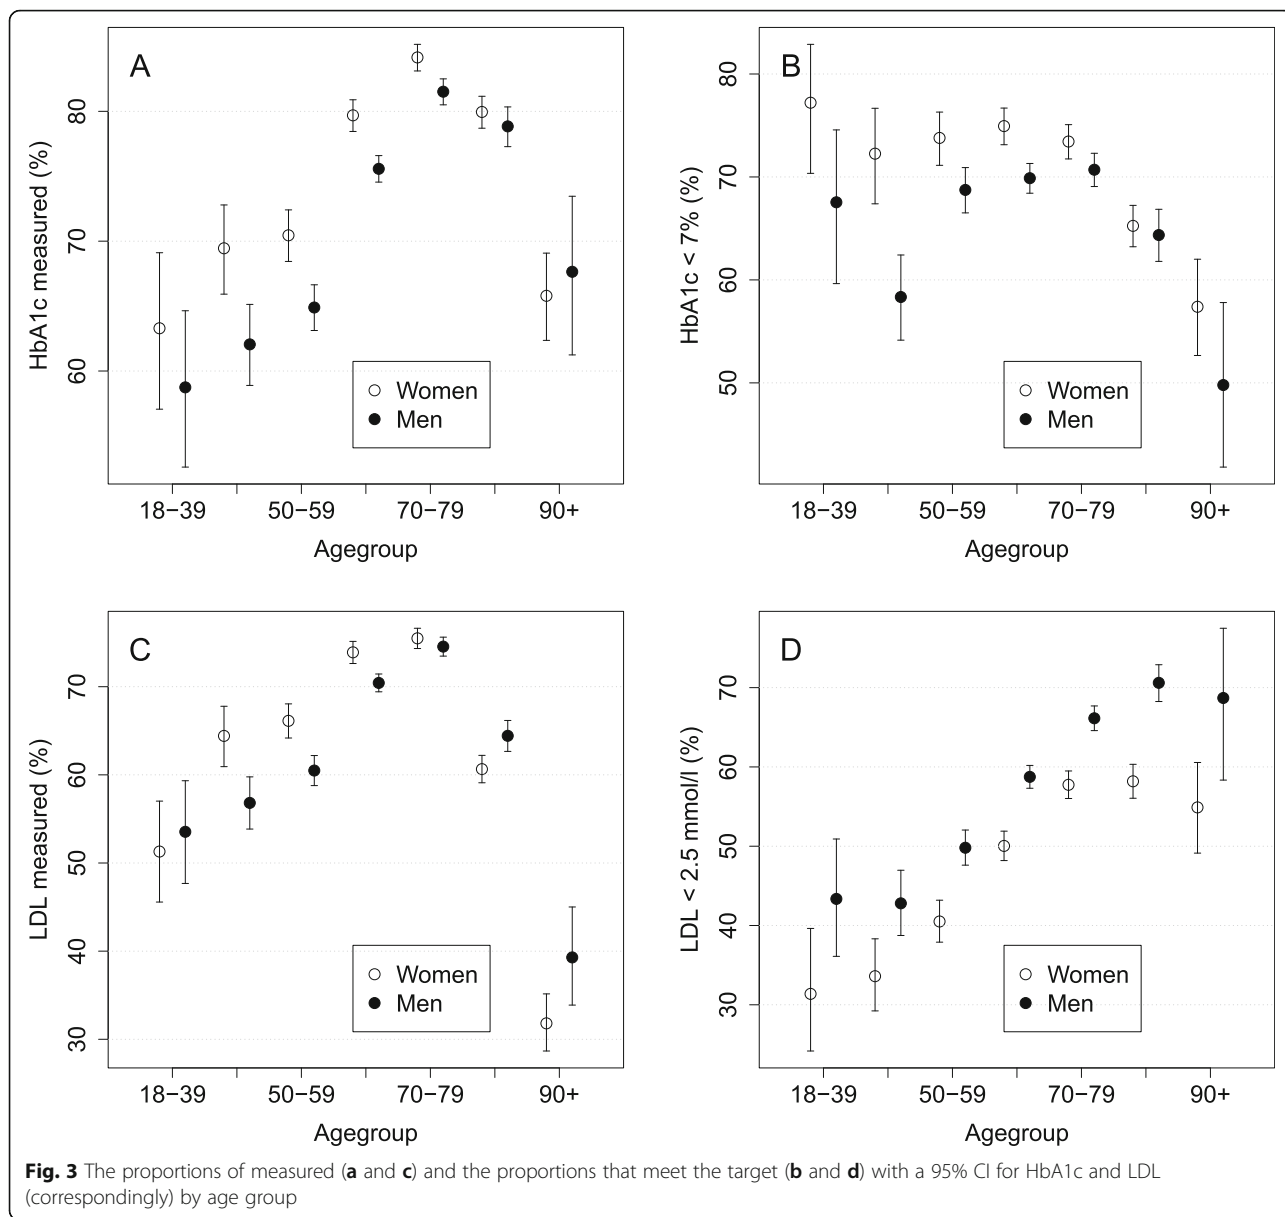 A
HbA1c measured (%)
80
70
60
Women
Men
18−39
50−59
70−79
90+
Agegroup
B
HbA1c < 7% (%)
80
70
60
50
Women
Men
18−39
50−59
70−79
90+
Agegroup
C
LDL measured (%)
70
60
50
40
30
Women
Men
18−39
50−59
70−79
90+
Agegroup
D
LDL < 2.5 mmol/l (%)
70
60
50
40
30
Women
Men
18−39
50−59
70−79
90+
Agegroup
Fig. 3 The proportions of measured (a and c) and the proportions that meet the target (b and d) with a 95% CI for HbA1c and LDL
(correspondingly) by age group